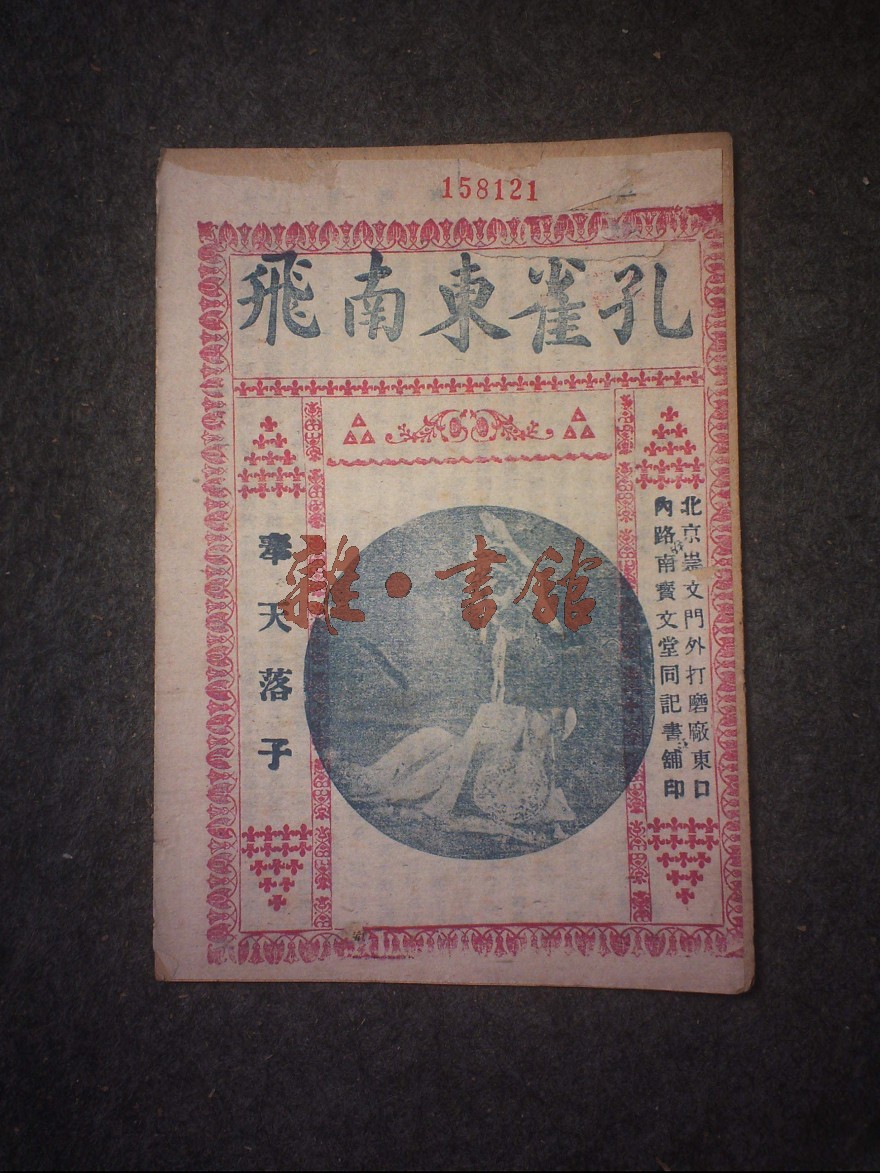 158121
孔雀東南飛
北京崇文門外打磨廠東口
內路南寶文堂同記書舖印
奉天落子
雜·書館